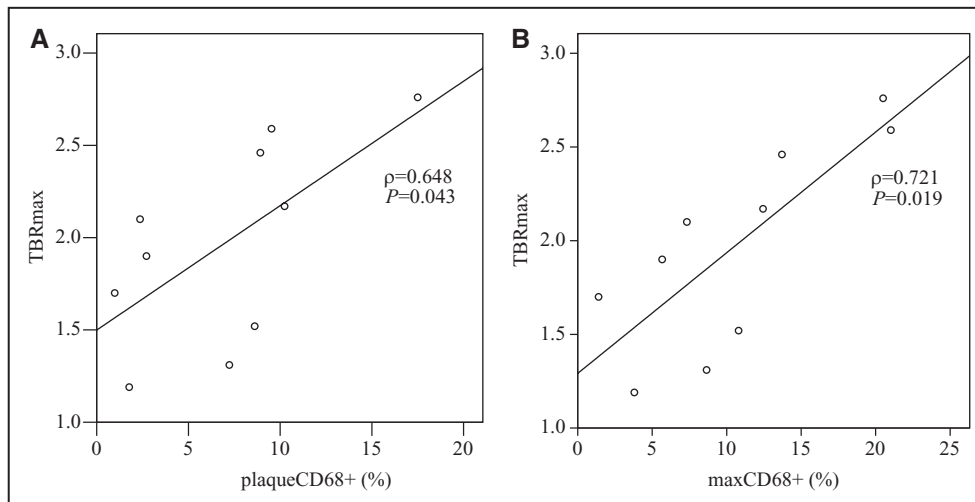 A
3.0
2.5
2.0
1.5
1.0
TBRmax
ρ=0.648
P=0.043
0 5 10 15 20
plaqueCD68+ (%)
B
3.0
2.5
2.0
1.5
1.0
TBRmax
ρ=0.721
P=0.019
0 5 10 15 20 25
maxCD68+ (%)